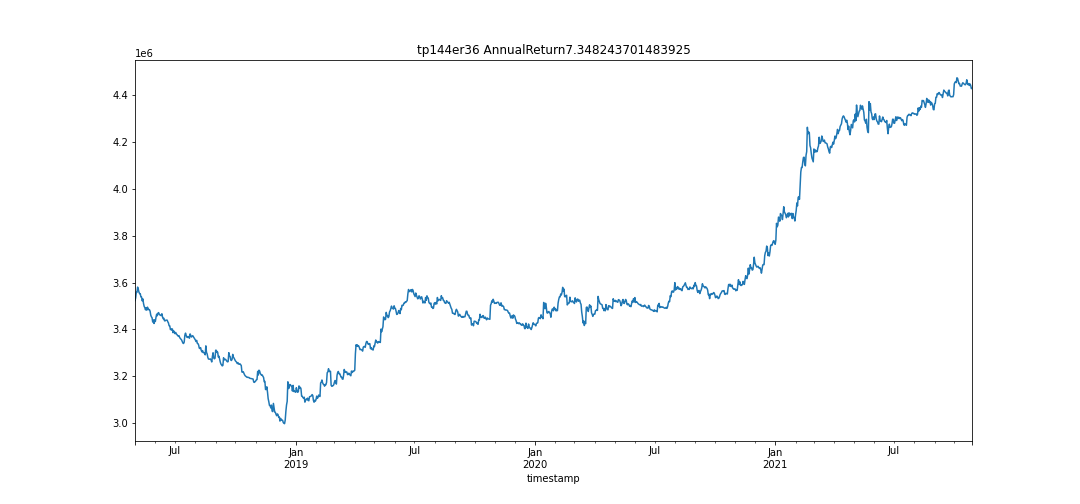 tp144er36 AnnualReturn7.348243701483925
1e6
4.4
4.2
4.0
3.8
3.6
3.4
3.2
3.0
Jul
Jan
2019
Jul
Jan
2020
Jul
Jan
2021
Jul
timestamp